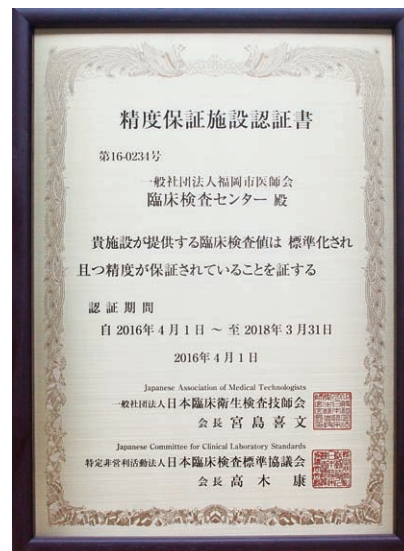 精度保証施設認証書
第16-0234号
一般社団法人福岡市医師会
臨床検査センター 殿
貴施設が提供する臨床検査値は 標準化され
且つ精度が保証されていることを証する
認証期間
自 2016年4月1日 ～ 至 2018年3月31日
2016年4月1日
Japanese Association of Medical Technologists
一般社団法人日本臨床衛生検査技師会
会長 宮島喜文
Japanese Committee for Clinical Laboratory Standards
特定非営利活動法人日本臨床検査標準協議会
会長 高木 康